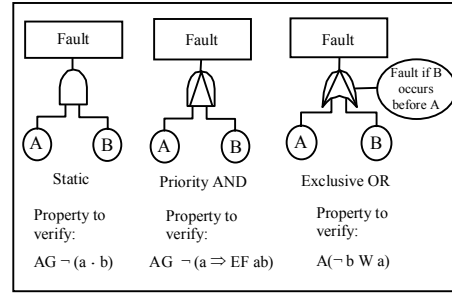 Fault
Fault
Fault
Fault if B
occurs
before A
A
B
A
B
A
B
Static
Priority AND
Exclusive OR
Property to
verify:
AG ¬ (a · b)
Property to
verify:
AG ¬ (a ⇒ EF ab)
Property to
verify:
A(¬ b W a)